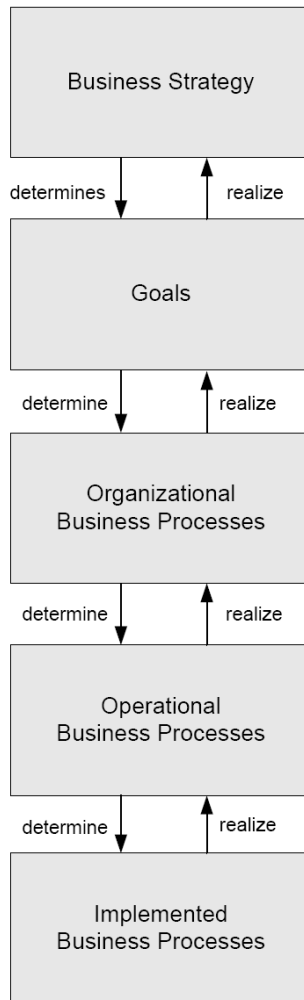 Business Strategy
determines
realize
Goals
determine
realize
Organizational
Business Processes
determine
realize
Operational
Business Processes
determine
realize
Implemented
Business Processes